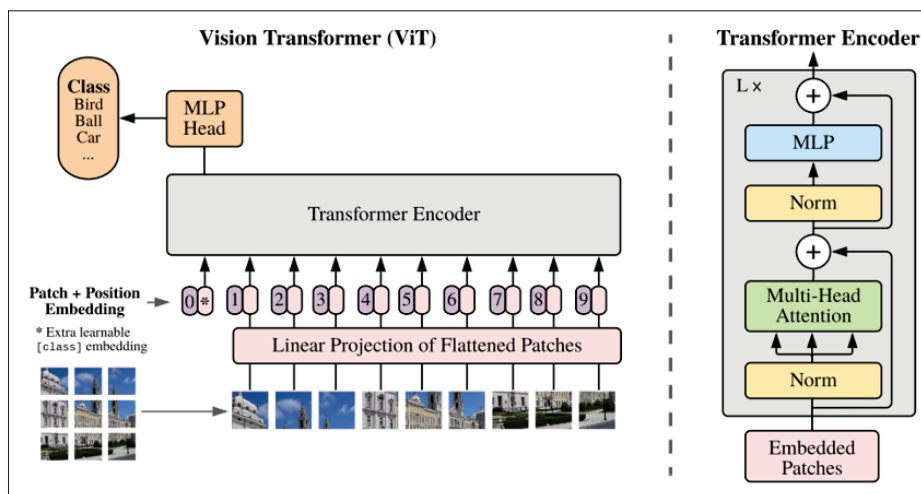 Vision Transformer (ViT)
Class
Bird
Ball
Car
...
MLP
Head
Transformer Encoder
Patch + Position
Embedding
0 * 1 2 3 4 5 6 7 8 9
* Extra learnable
[class] embedding
Linear Projection of Flattened Patches
Transformer Encoder
L ×
+
MLP
Norm
+
Multi-Head
Attention
Norm
Embedded
Patches